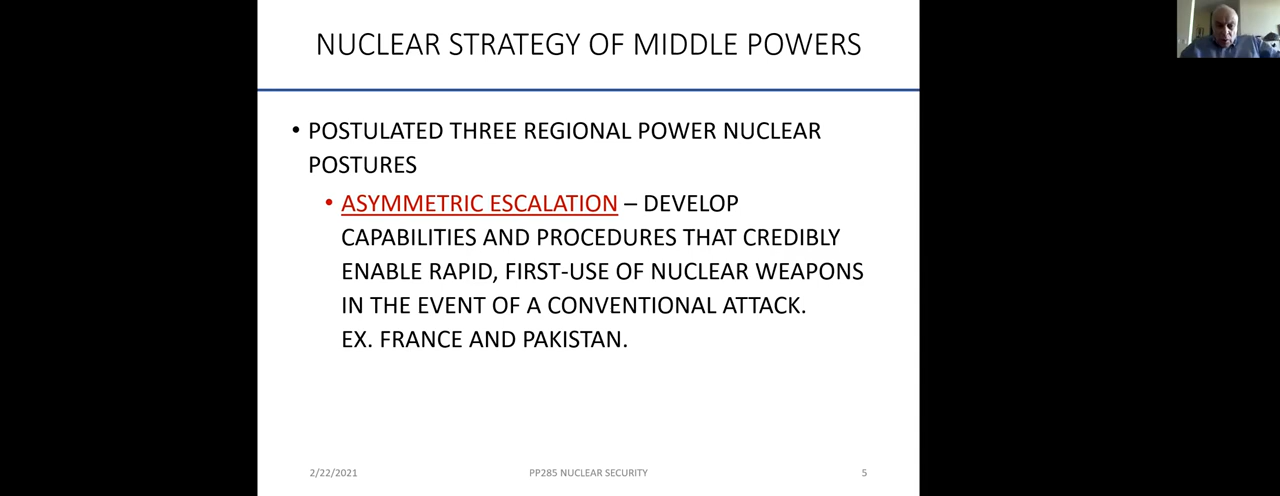 NUCLEAR STRATEGY OF MIDDLE POWERS
• POSTULATED THREE REGIONAL POWER NUCLEAR
POSTURES
• ASYMMETRIC ESCALATION – DEVELOP
CAPABILITIES AND PROCEDURES THAT CREDIBLY
ENABLE RAPID, FIRST-USE OF NUCLEAR WEAPONS
IN THE EVENT OF A CONVENTIONAL ATTACK.
EX. FRANCE AND PAKISTAN.
2/22/2021 PP285 NUCLEAR SECURITY 5